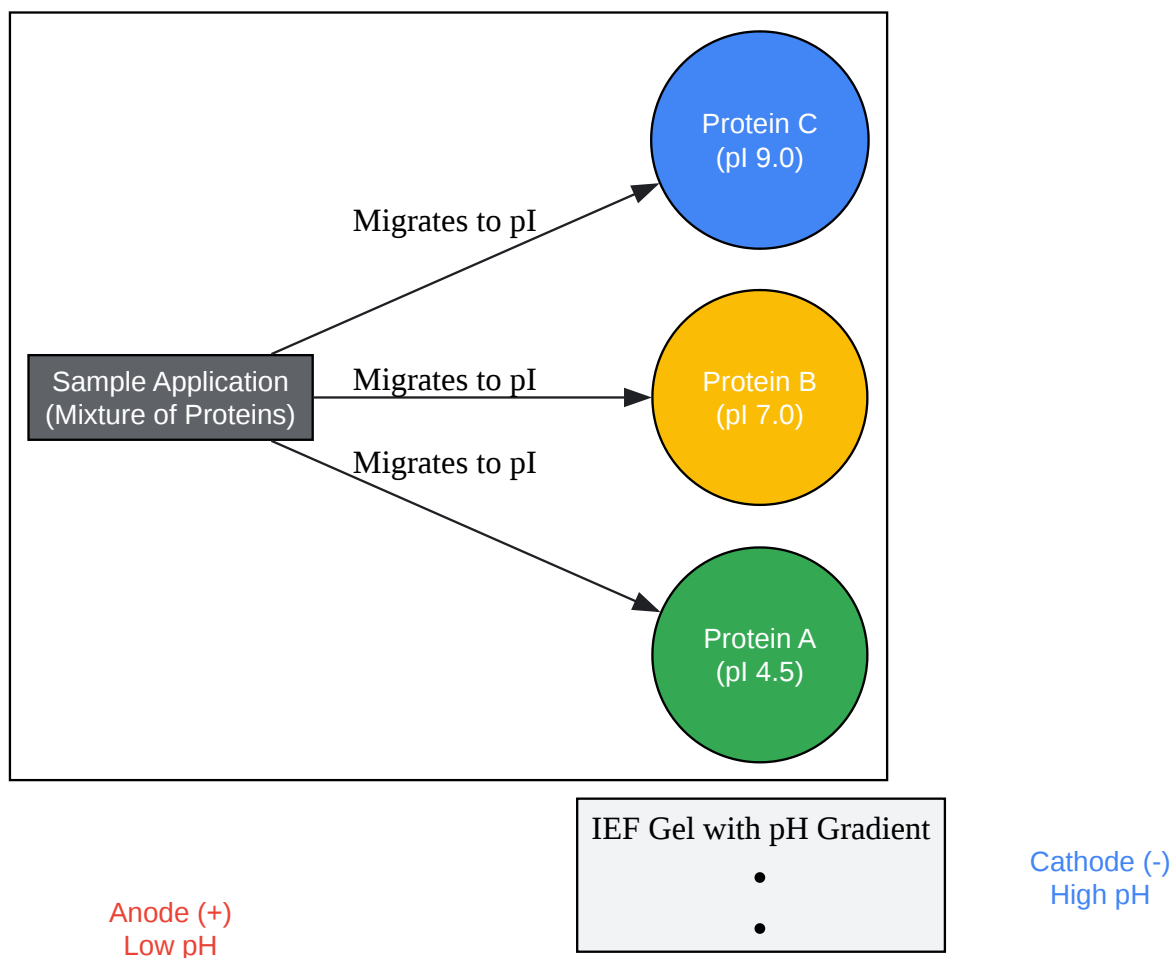 Protein C
(pI 9.0)
Migrates to pI
Sample Application
(Mixture of Proteins)
Migrates to pI
Protein B
(pI 7.0)
Migrates to pI
Protein A
(pI 4.5)
IEF Gel with pH Gradient
Cathode (-)
High pH
Anode (+)
Low pH